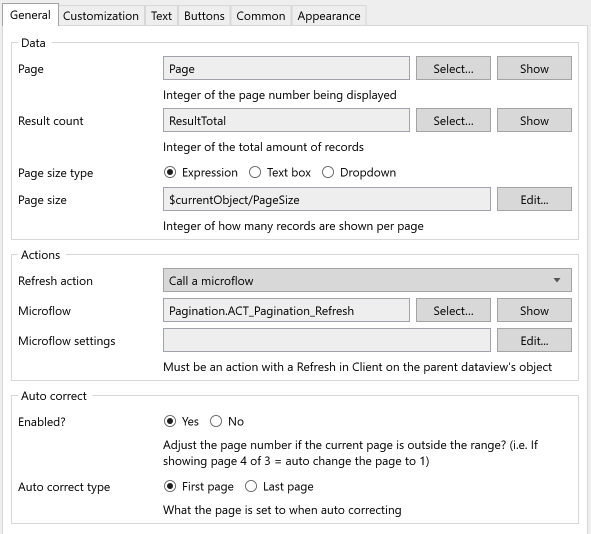 General Customization Text Buttons Common Appearance
Data
Page Page Select... Show
Integer of the page number being displayed
Result count ResultTotal Select... Show
Integer of the total amount of records
Page size type Expression Text box Dropdown
Page size $currentObject/PageSize Edit...
Integer of how many records are shown per page
Actions
Refresh action Call a microflow
Microflow Pagination.ACT_Pagination_Refresh Select... Show
Microflow settings Edit...
Must be an action with a Refresh in Client on the parent dataview's object
Auto correct
Enabled? Yes No
Adjust the page number if the current page is outside the range? (i.e. If
showing page 4 of 3 = auto change the page to 1)
Auto correct type First page Last page
What the page is set to when auto correcting